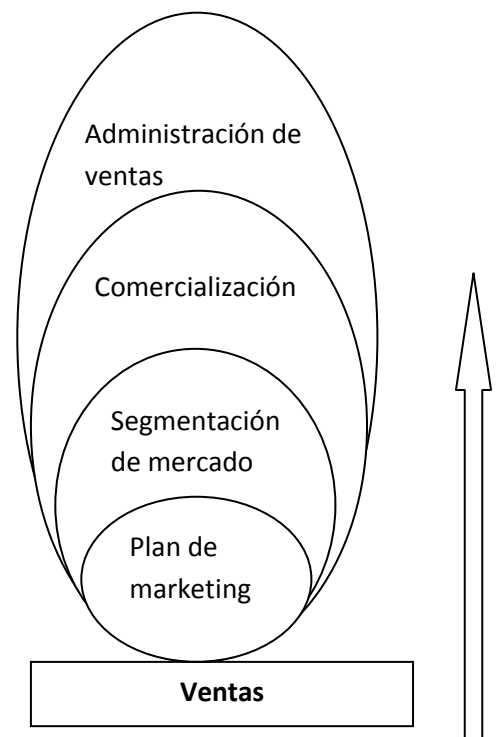 Administración de
ventas
Comercialización
Segmentación
de mercado
Plan de
marketing
Ventas